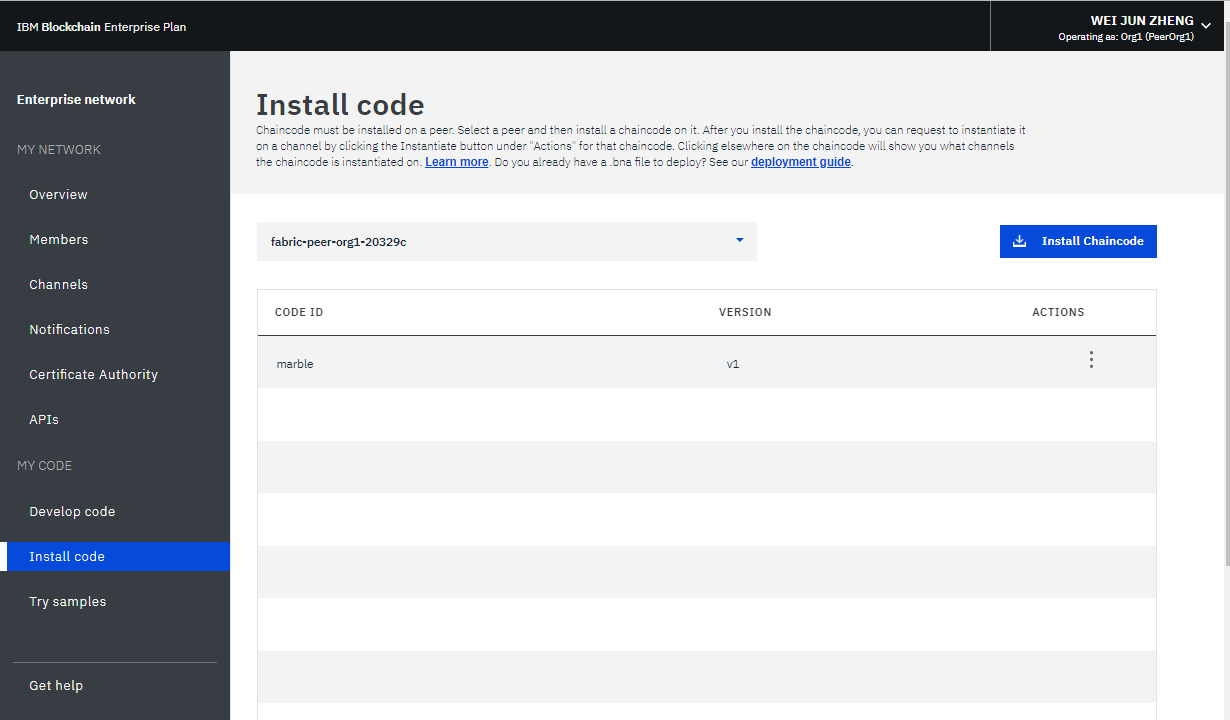 IBM Blockchain Enterprise Plan
WEI JUN ZHENG
Operating as: Org1 (PeerOrg1)
Enterprise network
MY NETWORK
Overview
Members
Channels
Notifications
Certificate Authority
APIs
MY CODE
Develop code
Install code
Try samples
Get help
Install code
Chaincode must be installed on a peer. Select a peer and then install a chaincode on it. After you install the chaincode, you can request to instantiate it
on a channel by clicking the Instantiate button under "Actions" for that chaincode. Clicking elsewhere on the chaincode will show you what channels
the chaincode is instantiated on. Learn more. Do you already have a .bna file to deploy? See our deployment guide.
fabric-peer-org1-20329c
Install Chaincode
CODE ID VERSION ACTIONS
marble v1